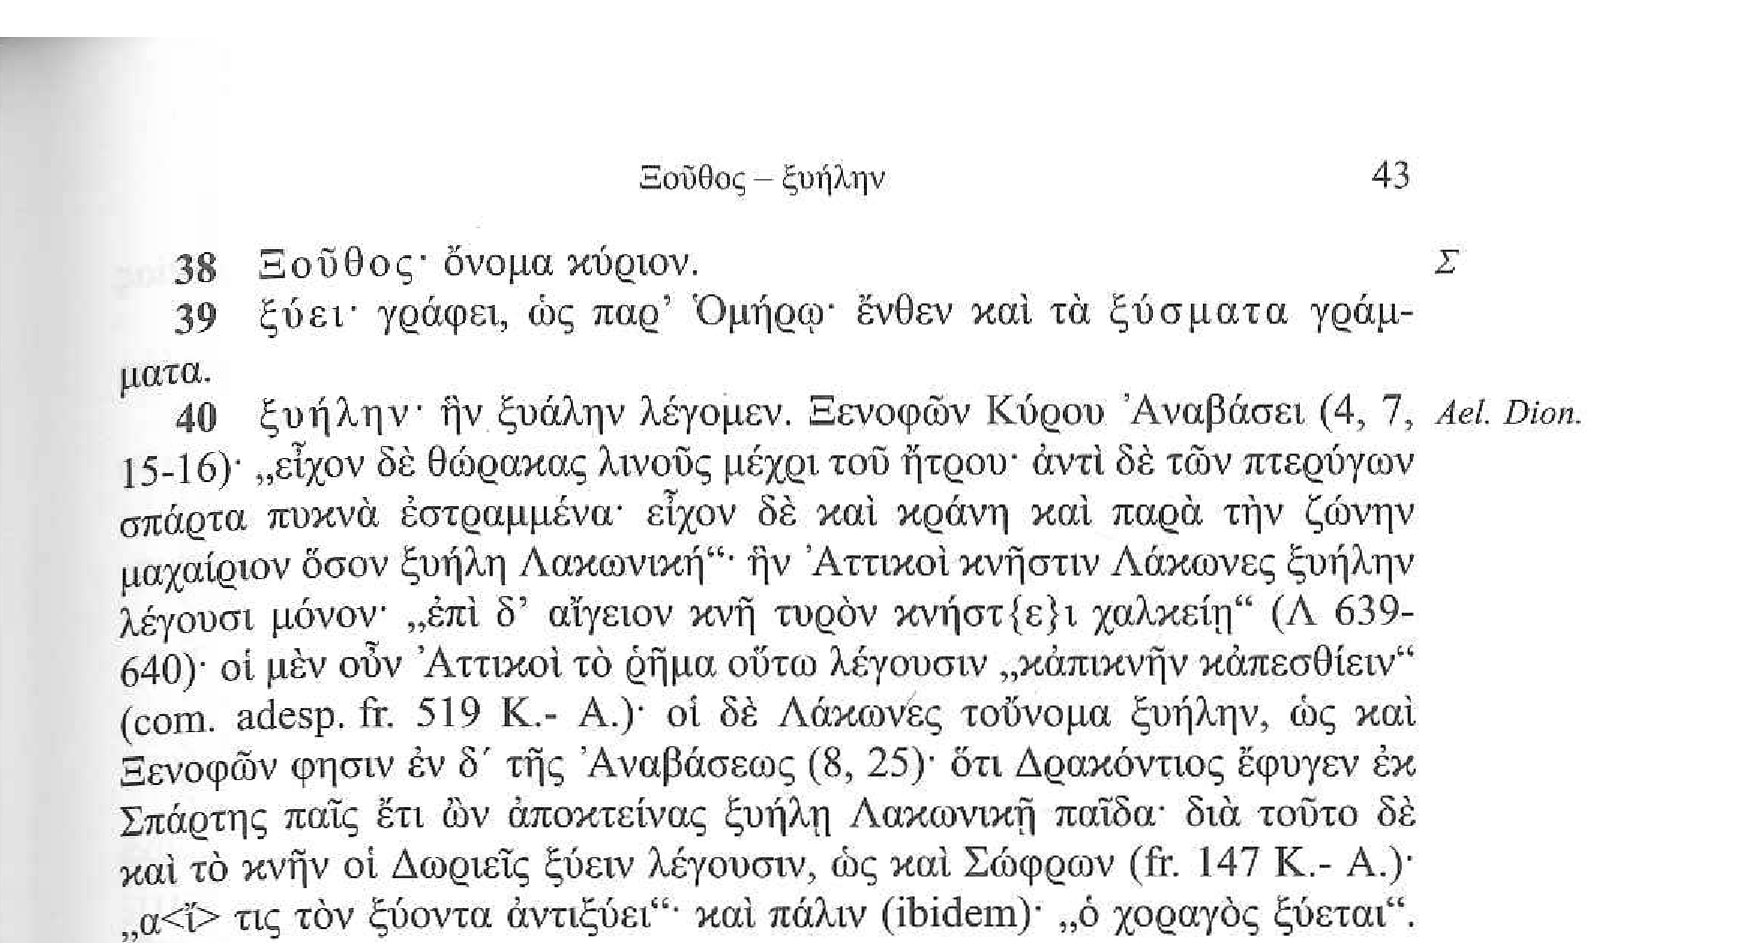 Ξοῦθος – ξυήλην 43
38 Ξοῦθος· ὄνομα κύριον. Σ
39 ξύει· γράφει, ὡς παρ’ Ὁμήρῳ· ἔνθεν καὶ τὰ ξύσματα γράμ-
ματα.
40 ξυήλην· ἣν ξυάλην λέγομεν. Ξενοφῶν Κύρου Ἀναβάσει (4, 7, Ael. Dion.
15-16)· „εἶχον δὲ θώρακας λινοῦς μέχρι τοῦ ἤτρου· ἀντὶ δὲ τῶν πτερύγων
σπάρτα πυκνὰ ἐστραμμένα· εἶχον δὲ καὶ κράνη καὶ παρὰ τὴν ζώνην
μαχαίριον ὅσον ξυήλη Λακωνική“· ἣν Ἀττικοὶ κνῆστιν Λάκωνες ξυήλην
λέγουσι μόνον· „ἐπὶ δ’ αἴγειον κνῆ τυρὸν κνήστ{ε}ι χαλκείῃ“ (Λ 639-
640)· οἱ μὲν οὖν Ἀττικοὶ τὸ ῥῆμα οὕτω λέγουσιν „κἀπικνῆν κἀπεσθίειν“
(com. adesp. fr. 519 K.- A.)· οἱ δὲ Λάκωνες τοὔνομα ξυήλην, ὡς καὶ
Ξενοφῶν φησιν ἐν δ´ τῆς Ἀναβάσεως (8, 25)· ὅτι Δρακόντιος ἔφυγεν ἐκ
Σπάρτης παῖς ἔτι ὢν ἀποκτείνας ξυήλῃ Λακωνικῇ παῖδα· διὰ τοῦτο δὲ
καὶ τὸ κνῆν οἱ Δωριεῖς ξύειν λέγουσιν, ὡς καὶ Σώφρων (fr. 147 K.- A.)·
„α<ἴ> τις τὸν ξύοντα ἀντιξύει“· καὶ πάλιν (ibidem)· „ὁ χοραγὸς ξύεται“.